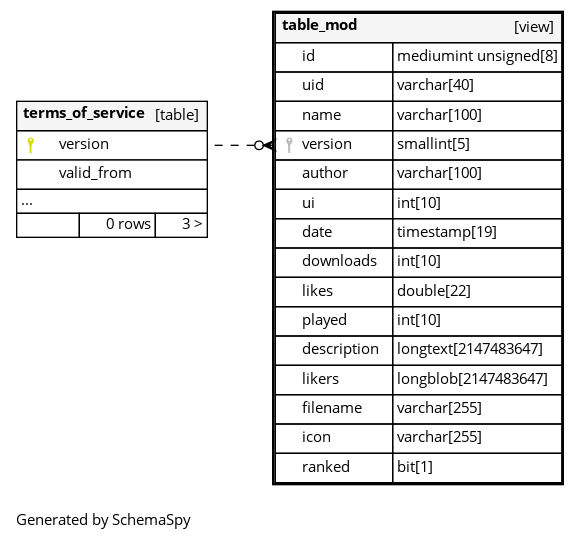 table_mod [view]
id mediumint unsigned[8]
uid varchar[40]
name varchar[100]
version smallint[5]
author varchar[100]
ui int[10]
date timestamp[19]
downloads int[10]
likes double[22]
played int[10]
description longtext[2147483647]
likers longblob[2147483647]
filename varchar[255]
icon varchar[255]
ranked bit[1]
terms_of_service [table]
version
valid_from
...
0 rows 3 >
Generated by SchemaSpy